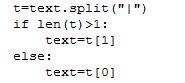 t=text.split("|")
if len(t)>1:
    text=t[1]
else:
    text=t[0]